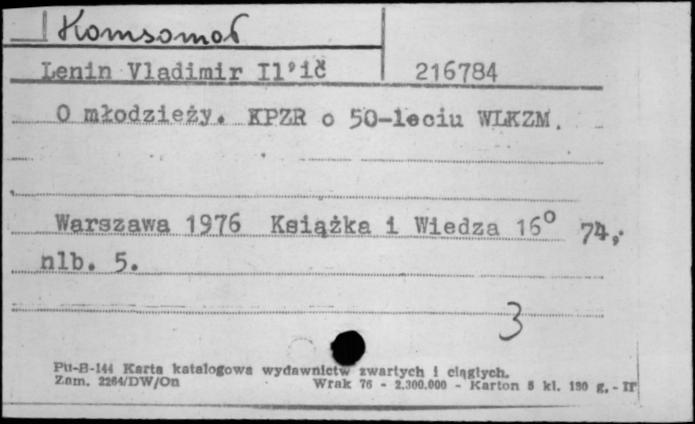 Komsomoł
Lenin Vladimir Il'ič 216784
O młodzieży. KPZR o 50-leciu WLKZM.
Warszawa 1976 Książka i Wiedza 16° 74,
nlb. 5.
3
Pu-B-144 Karta katalogowa wydawnictw zwartych i ciągłych.
Zam. 2264/DW/On Wrak 76 - 2.300.000 - Karton 8 kl. 180 g. - II